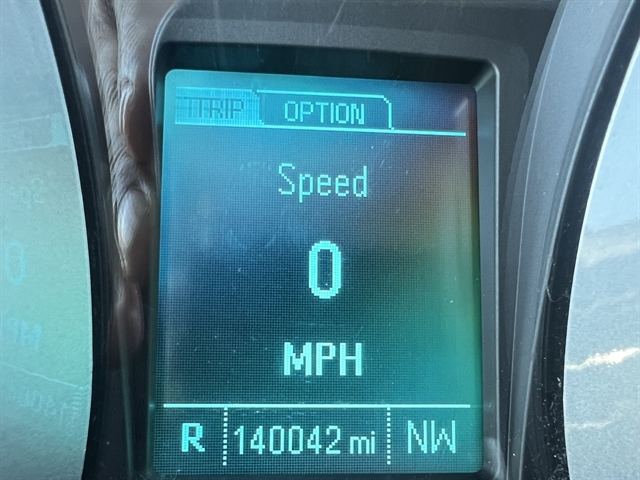 TRIP OPTION
Speed
0
MPH
R 140042 mi NW